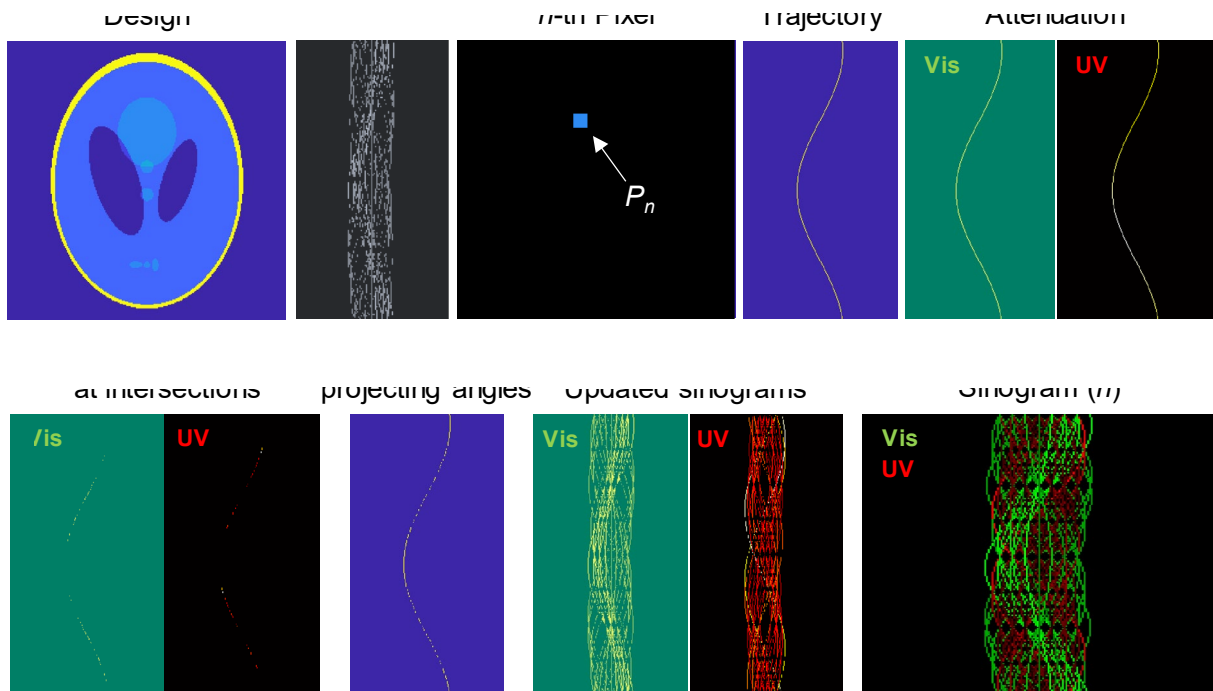 Design
n-th Pixel
Trajectory
Attenuation
Vis
UV
Pn
at intersections
projecting angles
Updated sinograms
Sinogram (n)
Vis
UV
Vis
UV
Vis
UV